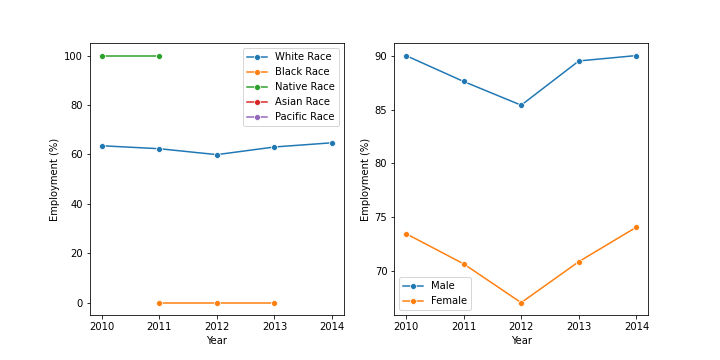 100
80
60
40
20
0
Employment (%)
2010 2011 2012 2013 2014
Year
White Race
Black Race
Native Race
Asian Race
Pacific Race
90
85
80
75
70
Employment (%)
2010 2011 2012 2013 2014
Year
Male
Female